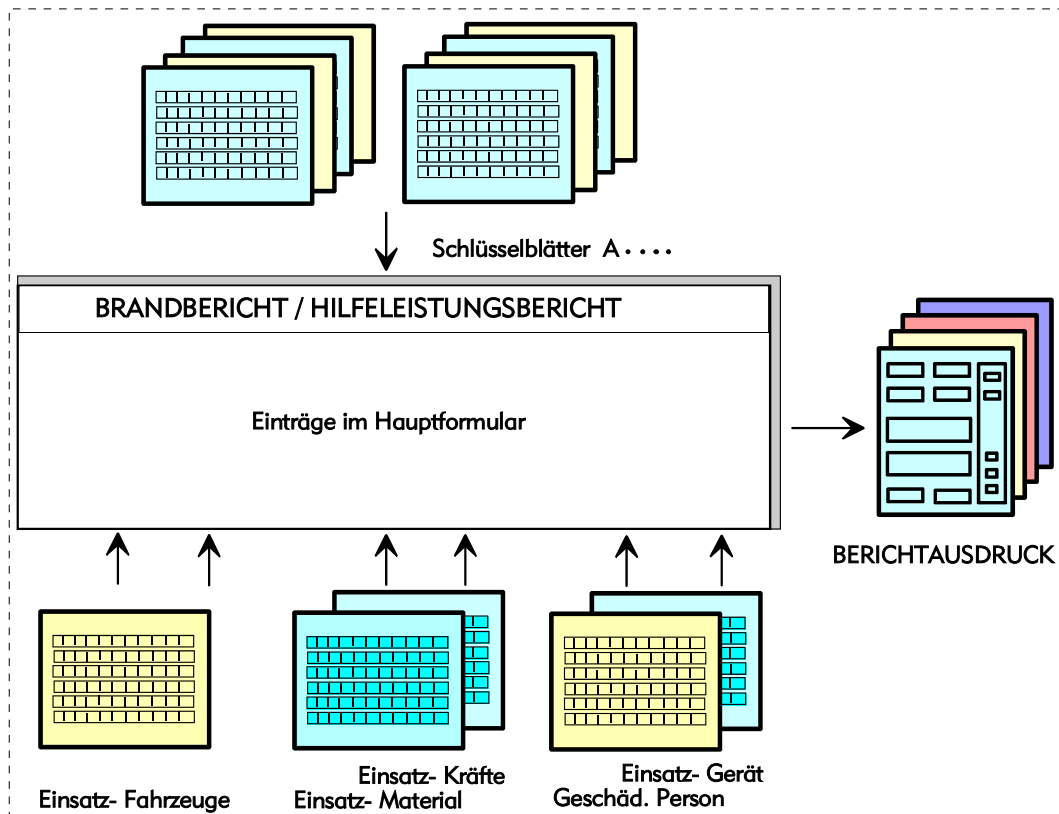 Schlüsselblätter A · · · ·
BRANDBERICHT / HILFELEISTUNGSBERICHT
Einträge im Hauptformular
BERICHTAUSDRUCK
Einsatz- Fahrzeuge
Einsatz- Kräfte
Einsatz- Material
Einsatz- Gerät
Geschäd. Person